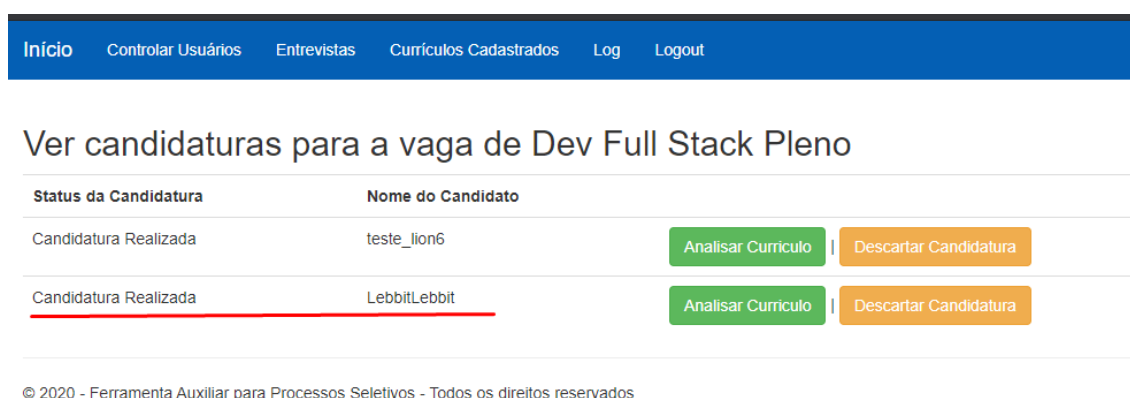 Início Controlar Usuários Entrevistas Currículos Cadastrados Log Logout
Ver candidaturas para a vaga de Dev Full Stack Pleno
Status da Candidatura Nome do Candidato
Candidatura Realizada teste_lion6 Analisar Curriculo | Descartar Candidatura
Candidatura Realizada LebbitLebbit Analisar Curriculo | Descartar Candidatura
© 2020 - Ferramenta Auxiliar para Processos Seletivos - Todos os direitos reservados